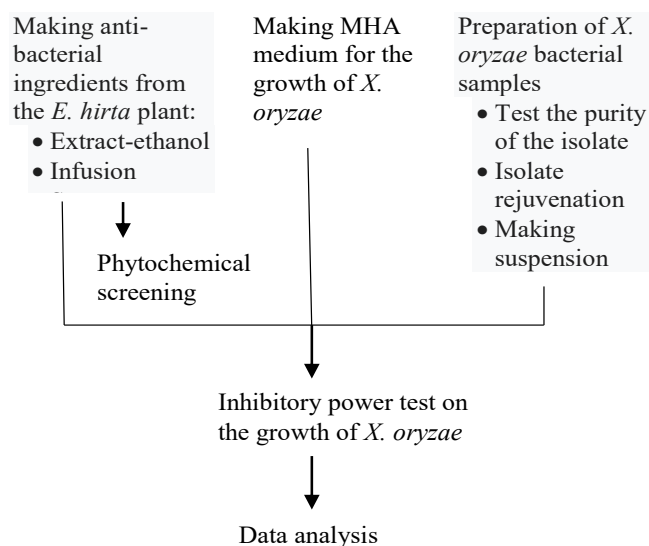 Making anti-
bacterial
ingredients from
the E. hirta plant:
• Extract-ethanol
• Infusion
Phytochemical
screening
Making MHA
medium for the
growth of X.
oryzae
Preparation of X.
oryzae bacterial
samples
• Test the purity
of the isolate
• Isolate
rejuvenation
• Making
suspension
Inhibitory power test on
the growth of X. oryzae
Data analysis